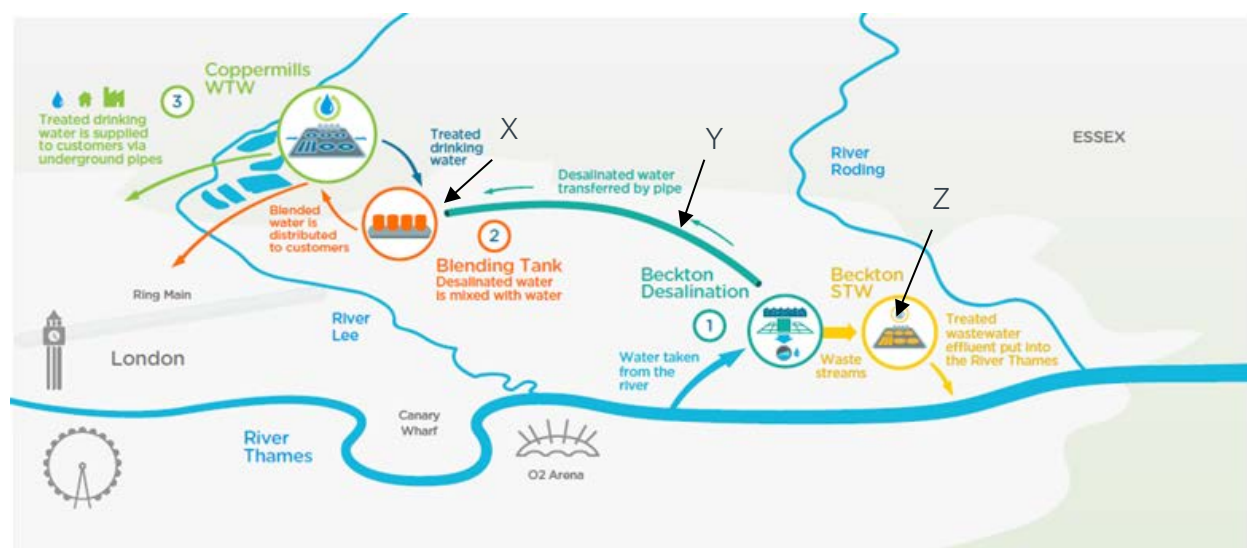 Coppermills
WTW
3
Treated drinking
water is supplied
to customers via
underground pipes
Treated
drinking
water
X
Desalinated water
transferred by pipe
Y
River
Roding
ESSEX
Z
Blended
water is
distributed
to customers
2
Blending Tank
Desalinated water
is mixed with water
Beckton
Desalination
1
Beckton
STW
Water taken
from the
river
Waste
streams
Treated
wastewater
effluent put into
the River Thames
Ring Main
London
River
Lee
River
Thames
Canary
Wharf
O2 Arena